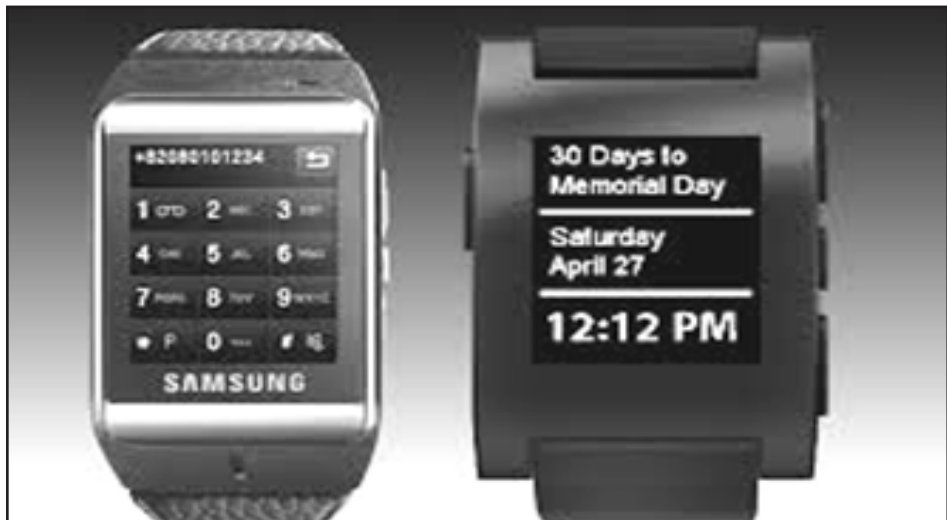 +82080101234
1 2 3
4 5 6
7 8 9
P
0
SAMSUNG
30 Days to
Memorial Day
Saturday
April 27
12:12 PM